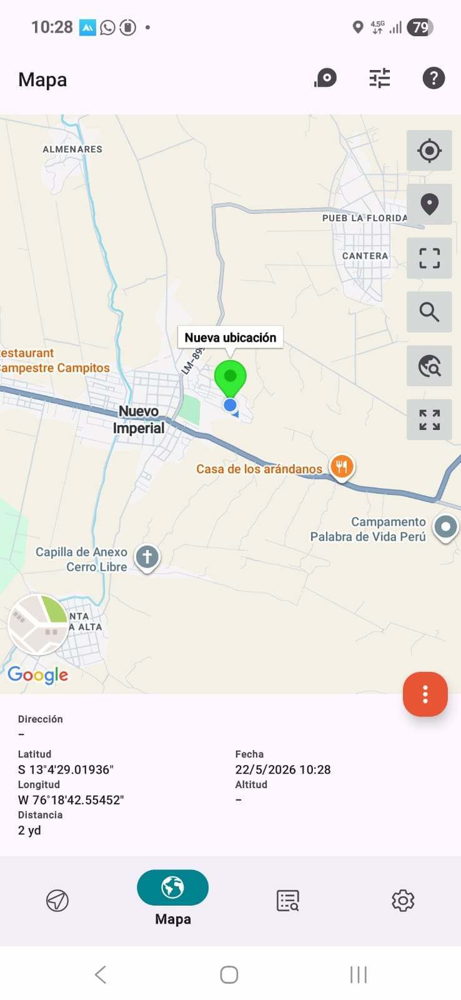 10:28
4.5G
79
Mapa
ALMENARES
PUEB LA FLORIDA
CANTERA
Nueva ubicación
estaurant
ampestre Campitos
Nuevo
Imperial
Casa de los arándanos
Campamento
Palabra de Vida Perú
Capilla de Anexo
Cerro Libre
NTA
A ALTA
Google
Dirección
–
Latitud
S 13°4'29.01936"
Fecha
22/5/2026 10:28
Longitud
W 76°18'42.55452"
Altitud
–
Distancia
2 yd
Mapa